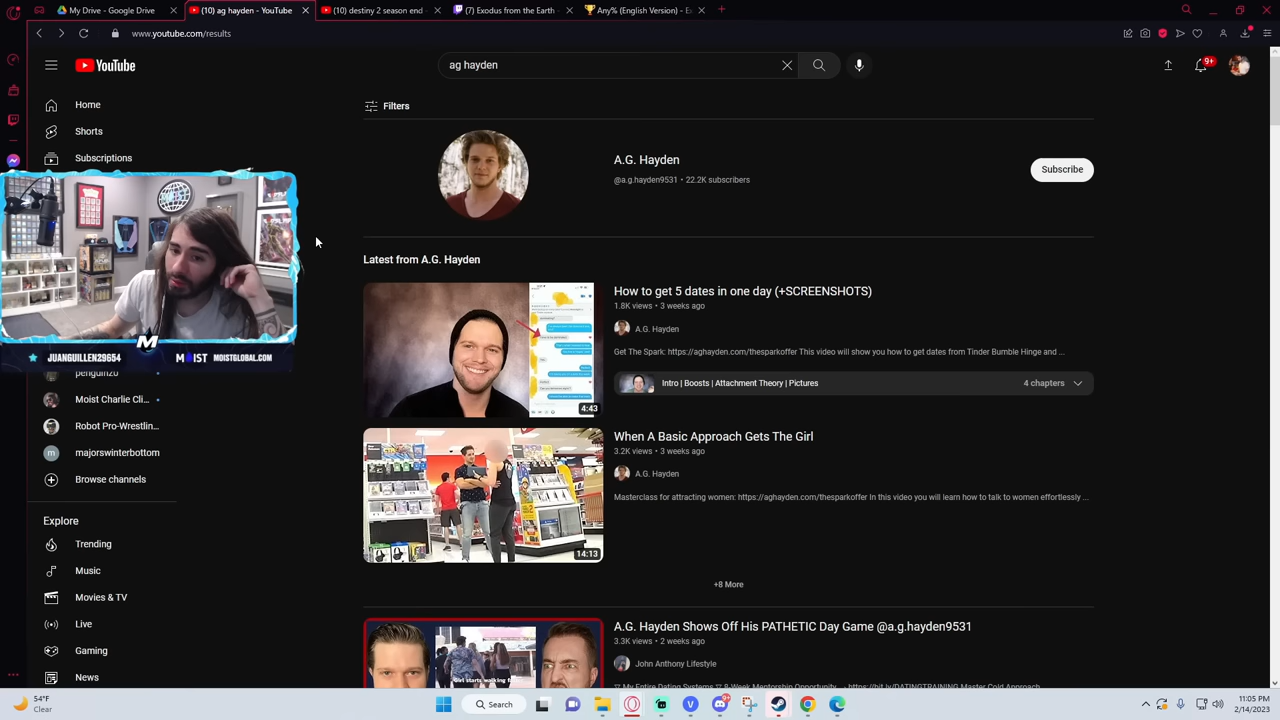 My Drive - Google Drive
(10) ag hayden - YouTube
(10) destiny 2 season end -
(7) Exodus from the Earth -
Any% (English Version) -
www.youtube.com/results
YouTube
ag hayden
9+
Home
Shorts
Subscriptions
Filters
A.G. Hayden
@a.g.hayden9531 • 22.2K subscribers
Subscribe
Latest from A.G. Hayden
How to get 5 dates in one day (+SCREENSHOTS)
1.8K views • 3 weeks ago
A.G. Hayden
Get The Spark: https://aghayden.com/thesparkoffer This video will show you how to get dates from Tinder Bumble Hinge and ...
Intro | Boosts | Attachment Theory | Pictures
4 chapters
4:43
JUANGUILLEN29654
MOIST
MOISTGLOBAL.COM
penguinz0
Moist Charlie Cli...
Robot Pro-Wrestlin...
majorswinterbottom
Browse channels
When A Basic Approach Gets The Girl
3.2K views • 3 weeks ago
A.G. Hayden
Masterclass for attracting women: https://aghayden.com/thesparkoffer In this video you will learn how to talk to women effortlessly ...
14:13
Explore
Trending
Music
Movies & TV
Live
Gaming
News
+8 More
A.G. Hayden Shows Off His PATHETIC Day Game @a.g.hayden9531
3.3K views • 2 weeks ago
John Anthony Lifestyle
My Entire Dating Systems
8-Week Mentorship Opportunity
https://bit.ly/DATINGTRAINING Master Cold Approach
Girl starts walking
54°F
Clear
Search
9+
11:05 PM
2/14/2023